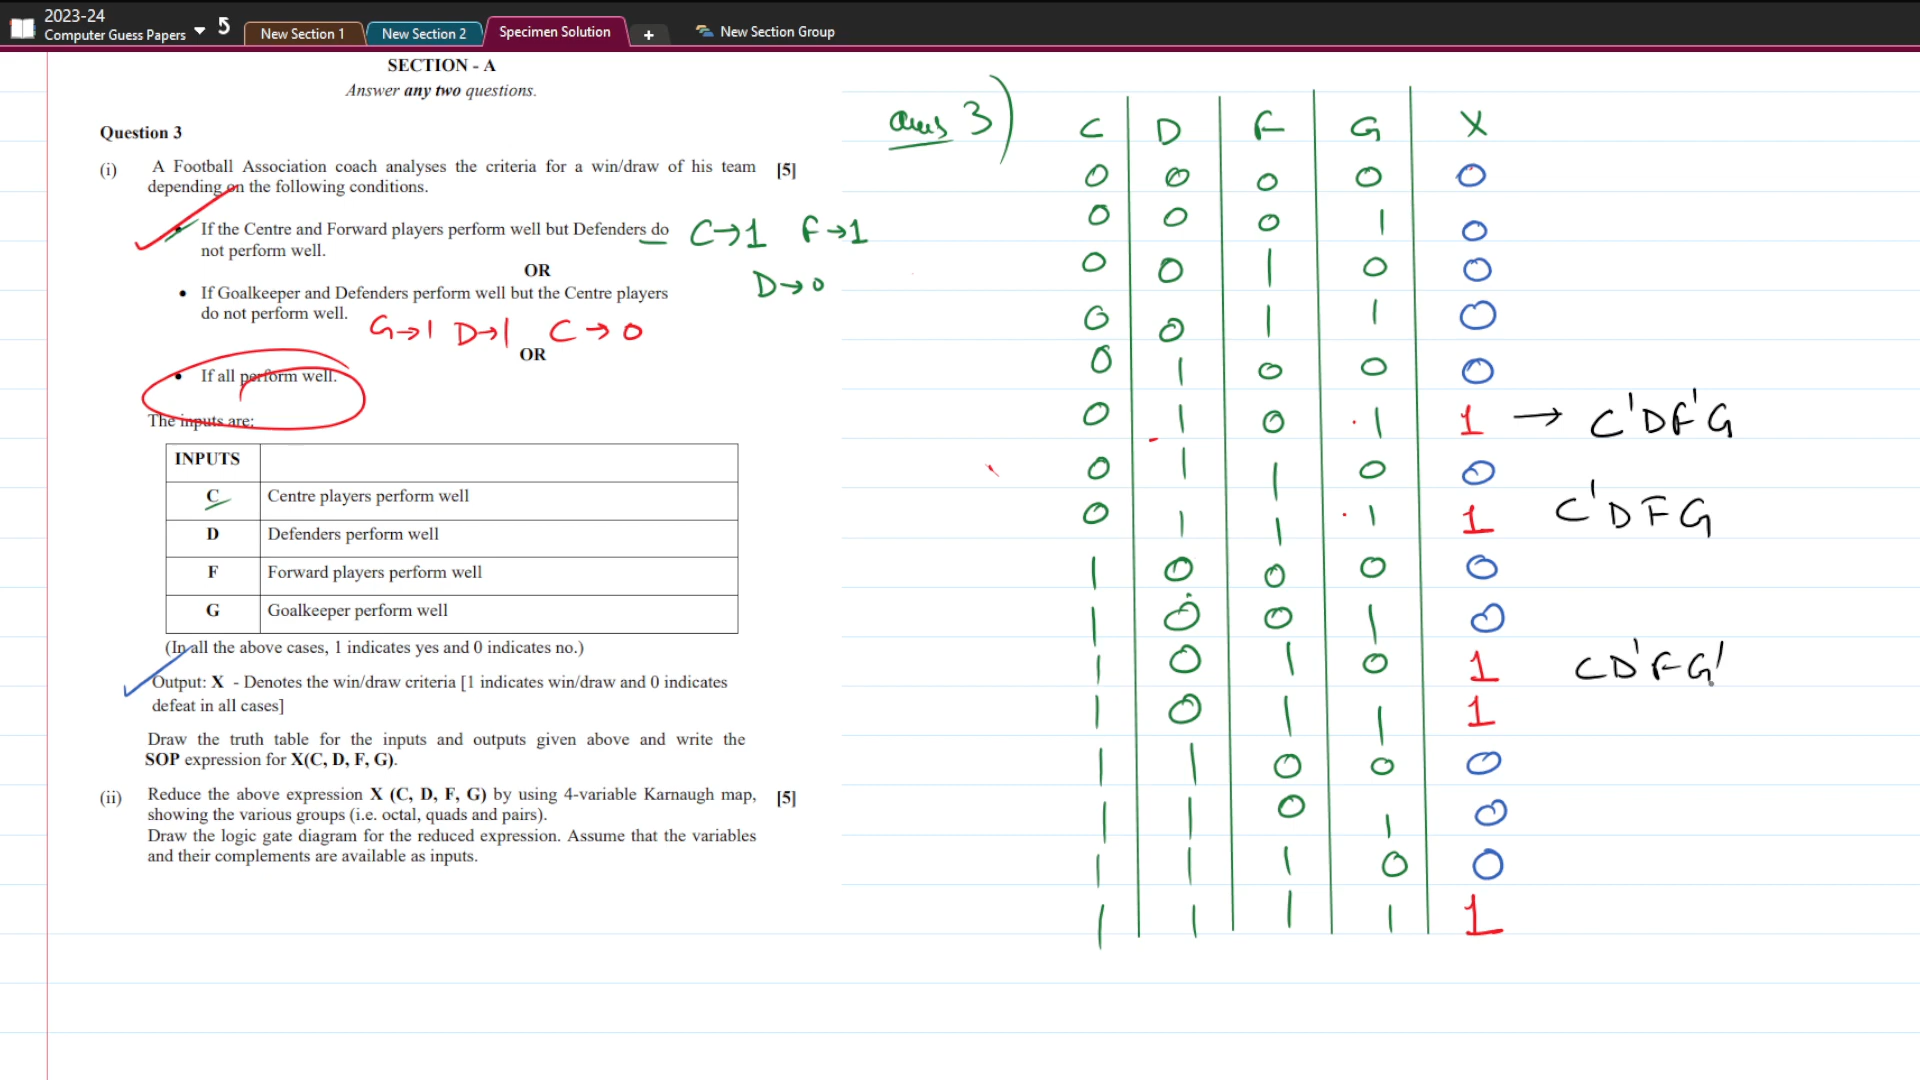 2023-24
Computer Guess Papers
New Section 1
New Section 2
Specimen Solution
+
New Section Group
SECTION - A
Answer any two questions.
Question 3
(i) A Football Association coach analyses the criteria for a win/draw of his team [5]
depending on the following conditions.
• If the Centre and Forward players perform well but Defenders do
not perform well.
C→1 F→1
D→0
OR
• If Goalkeeper and Defenders perform well but the Centre players
do not perform well.
G→1 D→1 C→0
OR
• If all perform well.
The inputs are:
INPUTS
C Centre players perform well
D Defenders perform well
F Forward players perform well
G Goalkeeper perform well
(In all the above cases, 1 indicates yes and 0 indicates no.)
Output: X - Denotes the win/draw criteria [1 indicates win/draw and 0 indicates
defeat in all cases]
Draw the truth table for the inputs and outputs given above and write the
SOP expression for X(C, D, F, G).
(ii) Reduce the above expression X (C, D, F, G) by using 4-variable Karnaugh map, [5]
showing the various groups (i.e. octal, quads and pairs).
Draw the logic gate diagram for the reduced expression. Assume that the variables
and their complements are available as inputs.
ans 3)
C D F G X
0 0 0 0 0
0 0 0 1 0
0 0 1 0 0
0 0 1 1 0
0 1 0 0 0
0 1 0 1 1 → C'DF'G
0 1 1 0 0
0 1 1 1 1 C'DFG
1 0 0 0 0
1 0 0 1 0
1 0 1 0 1 CD'FG'
1 0 1 1 1
1 1 0 0 0
1 1 0 1 0
1 1 1 0 0
1 1 1 1 1